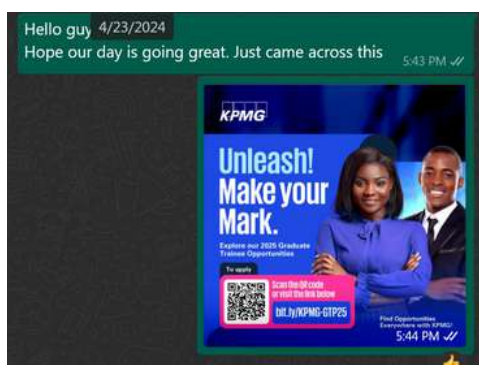 Hello guy
4/23/2024
Hope our day is going great. Just came across this
5:43 PM
KPMG
Unleash!
Make your
Mark.
Explore our 2025 Graduate
Trainee Opportunities
To apply
Scan the QR code
or visit the link below
bit.ly/KPMG-GTP25
Find Opportunities
Everywhere with KPMG!
5:44 PM